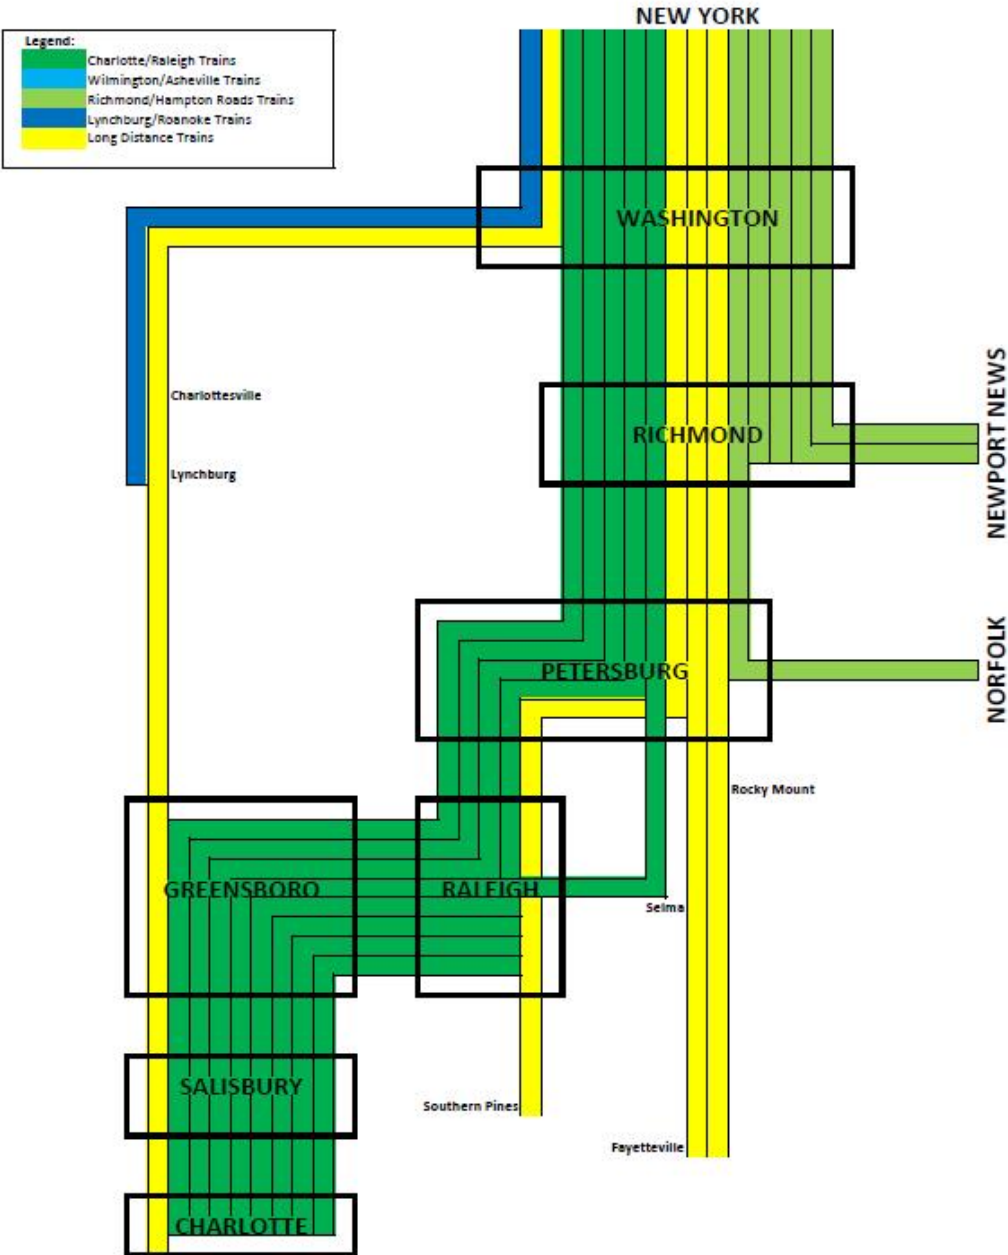 NEW YORK
Legend:
Charlotte/Raleigh Trains
Wilmington/Asheville Trains
Richmond/Hampton Roads Trains
Lynchburg/Roanoke Trains
Long Distance Trains
WASHINGTON
Charlottesville
NEWPORT NEWS
RICHMOND
Lynchburg
NORFOLK
PETERSBURG
Rocky Mount
GREENSBORO
RALEIGH
Selma
SALISBURY
Southern Pines
Fayetteville
CHARLOTTE